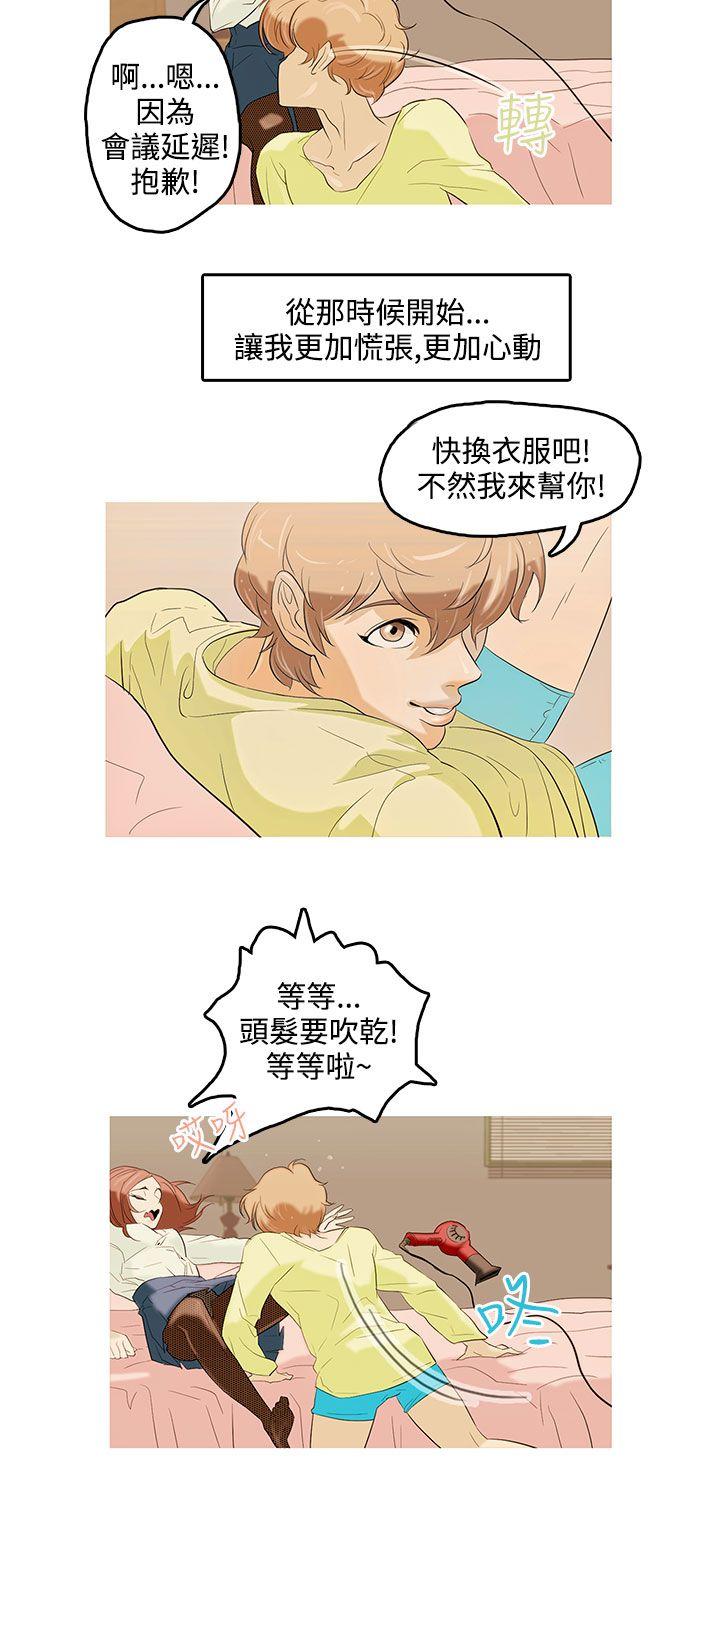 啊...嗯...
因為
會議延遲!
抱歉!
轉
從那時候開始...
讓我更加慌張,更加心動
快換衣服吧!
不然我來幫你!
等等...
頭髮要吹乾!
等等啦~
哎呀
咚